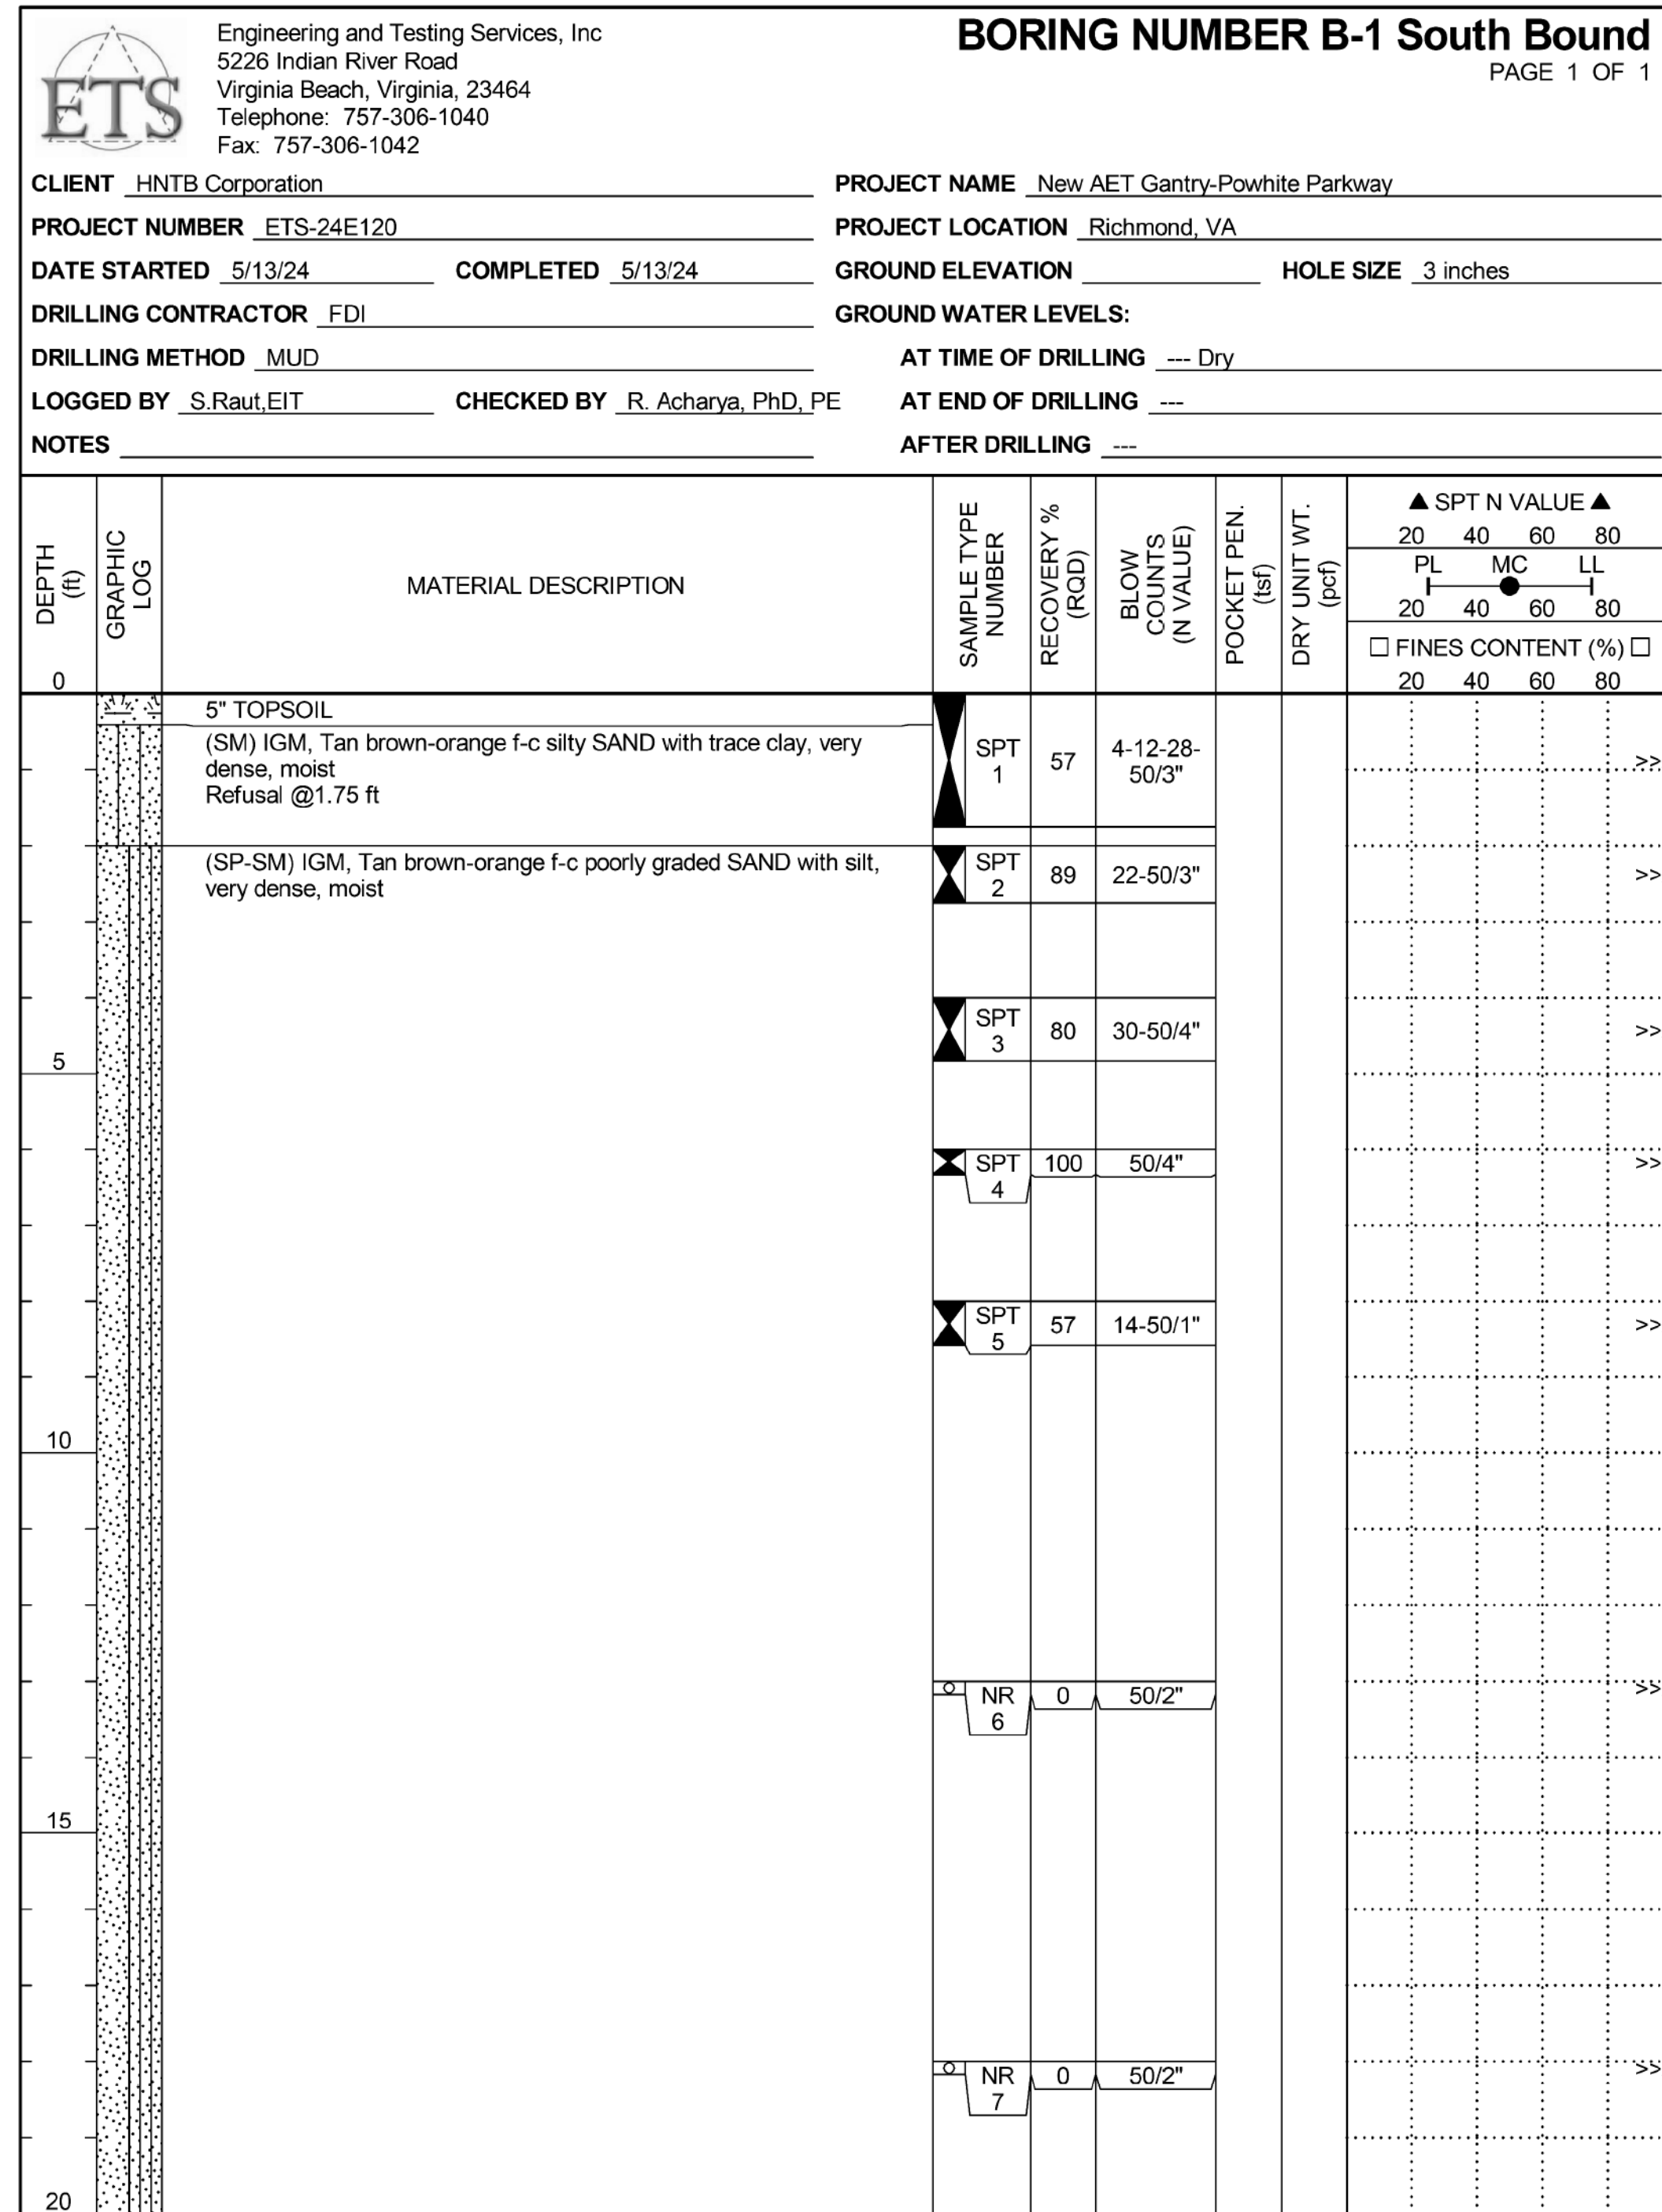 ETS
Engineering and Testing Services, Inc
5226 Indian River Road
Virginia Beach, Virginia, 23464
Telephone: 757-306-1040
Fax: 757-306-1042
BORING NUMBER B-1 South Bound
PAGE 1 OF 1
CLIENT HNTB Corporation
PROJECT NAME New AET Gantry-Powhite Parkway
PROJECT NUMBER ETS-24E120
PROJECT LOCATION Richmond, VA
DATE STARTED 5/13/24 COMPLETED 5/13/24
GROUND ELEVATION HOLE SIZE 3 inches
DRILLING CONTRACTOR FDI
GROUND WATER LEVELS:
DRILLING METHOD MUD
AT TIME OF DRILLING --- Dry
LOGGED BY S.Raut,EIT CHECKED BY R. Acharya, PhD, PE
AT END OF DRILLING ---
NOTES
AFTER DRILLING ---
DEPTH
(ft)
GRAPHIC
LOG
MATERIAL DESCRIPTION
SAMPLE TYPE
NUMBER
RECOVERY %
(RQD)
BLOW
COUNTS
(N VALUE)
POCKET PEN.
(tsf)
DRY UNIT WT.
(pcf)
▲ SPT N VALUE ▲
20 40 60 80
PL MC LL
20 40 60 80
☐ FINES CONTENT (%) ☐
20 40 60 80
0
5" TOPSOIL
(SM) IGM, Tan brown-orange f-c silty SAND with trace clay, very
dense, moist
Refusal @1.75 ft
SPT
1
57
4-12-28-
50/3"
>>
(SP-SM) IGM, Tan brown-orange f-c poorly graded SAND with silt,
very dense, moist
SPT
2
89
22-50/3"
>>
SPT
3
80
30-50/4"
>>
5
SPT
4
100
50/4"
>>
SPT
5
57
14-50/1"
>>
10
NR
6
0
50/2"
>>
15
NR
7
0
50/2"
>>
20